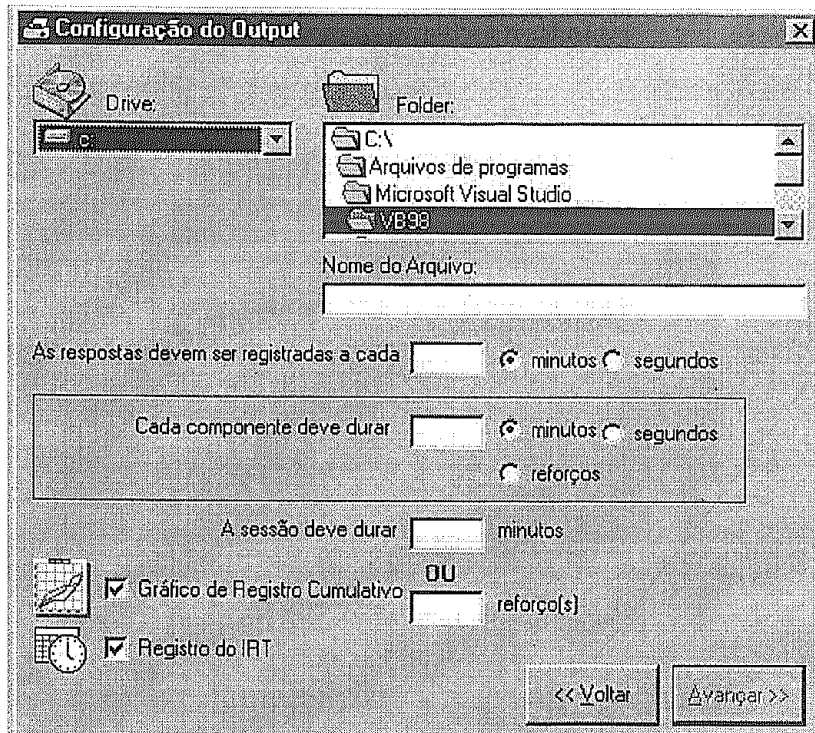 Configuração do Output
Drive:
Folder:
c:
C:\
Arquivos de programas
Microsoft Visual Studio
VB98
Nome do Arquivo:
As respostas devem ser registradas a cada minutos segundos
Cada componente deve durar minutos segundos
reforços
A sessão deve durar minutos
OU
Gráfico de Registro Cumulativo reforço(s)
Registro do IRT
<< Voltar
Avançar >>